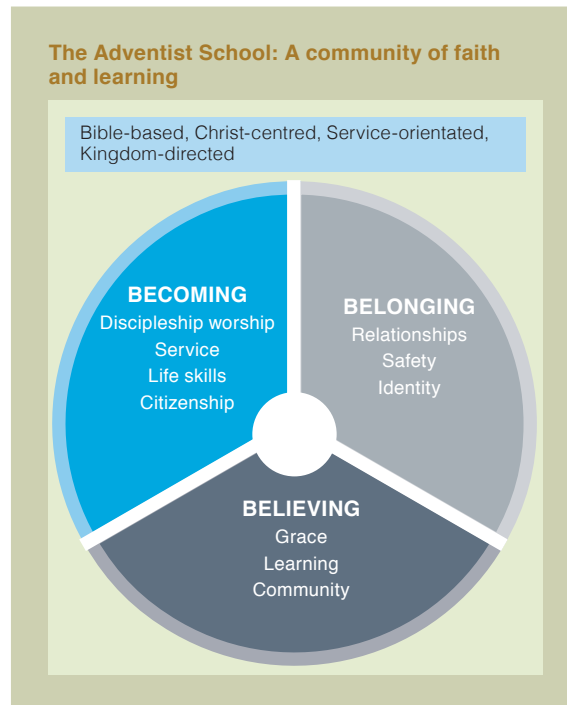 The Adventist School: A community of faith
and learning
Bible-based, Christ-centred, Service-orientated,
Kingdom-directed
BECOMING
Discipleship worship
Service
Life skills
Citizenship
BELONGING
Relationships
Safety
Identity
BELIEVING
Grace
Learning
Community